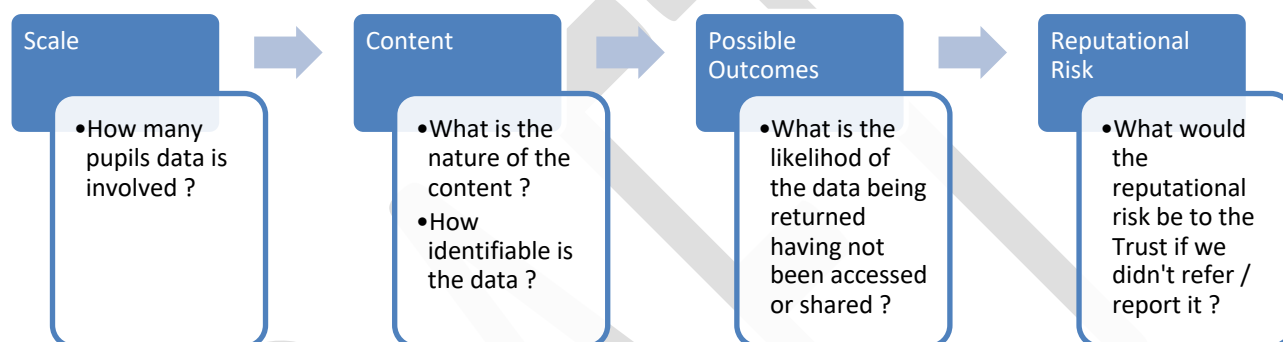 Scale
•How many
pupils data is
involved ?
Content
•What is the
nature of the
content ?
•How
identifiable is
the data ?
Possible
Outcomes
•What is the
likelihod of
the data being
returned
having not
been accessed
or shared ?
Reputational
Risk
•What would
the
reputational
risk be to the
Trust if we
didn't refer /
report it ?